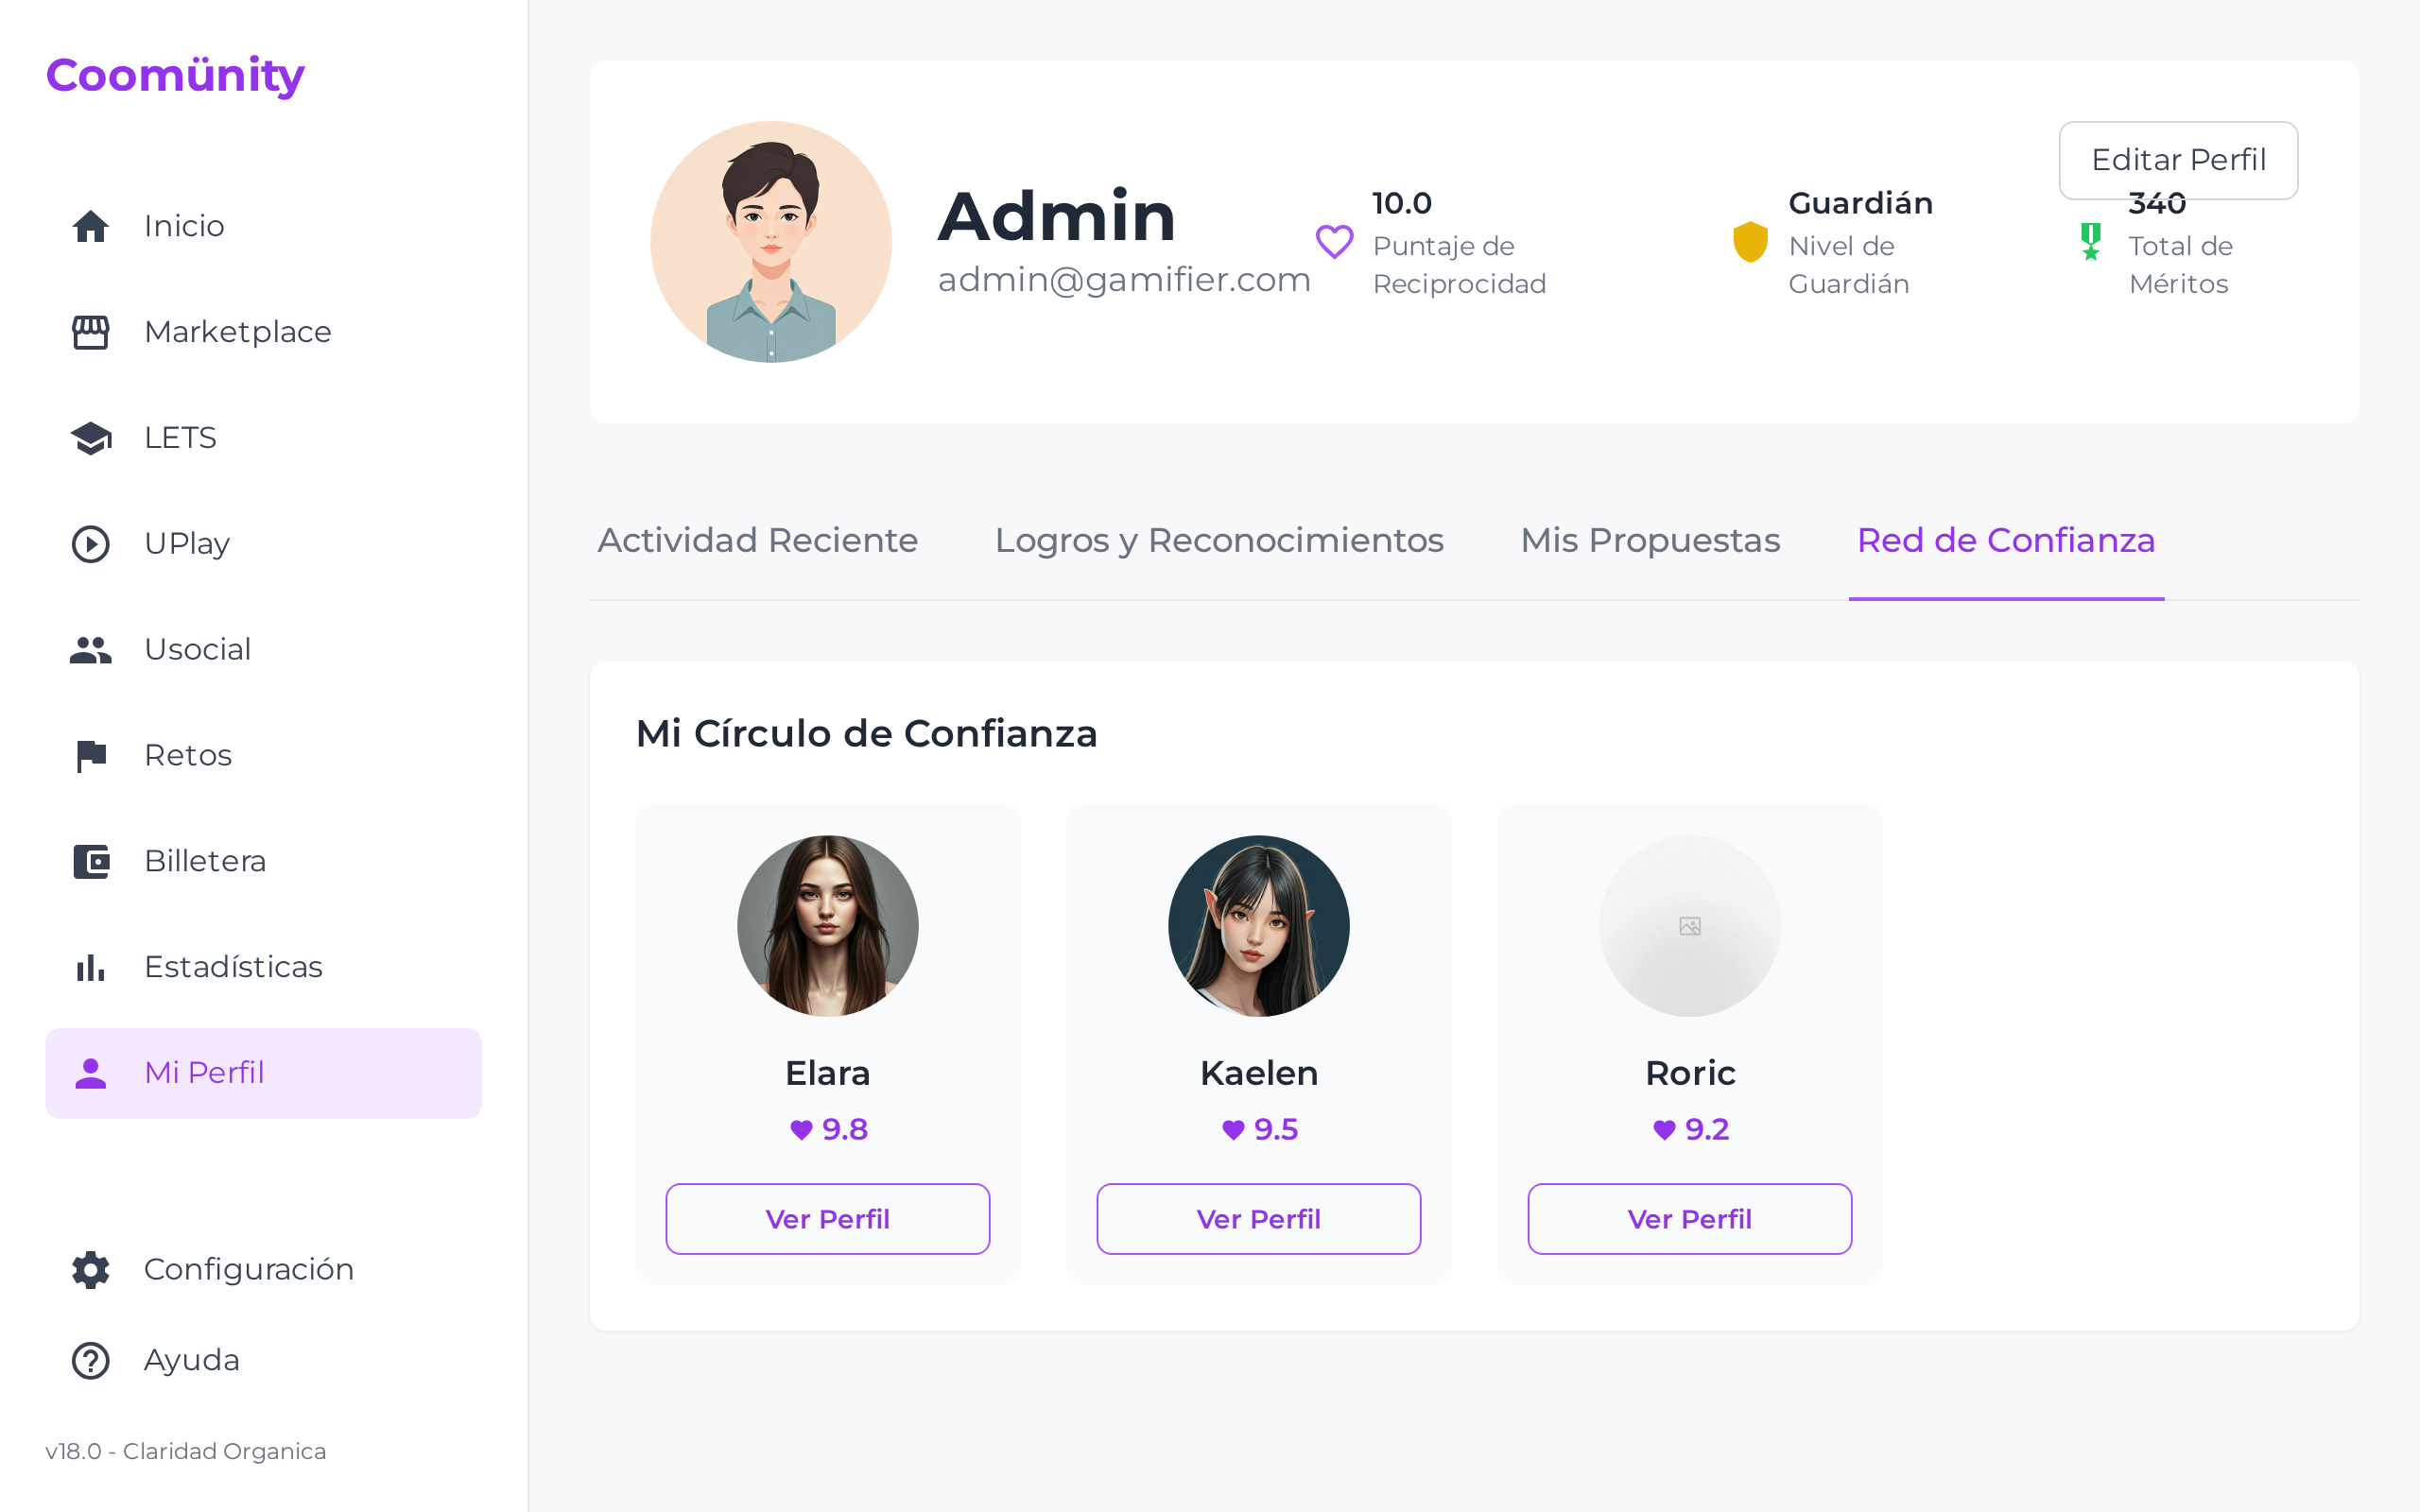 Coomünity
Inicio
Marketplace
LETS
UPlay
Usocial
Retos
Billetera
Estadísticas
Mi Perfil
Configuración
Ayuda
v18.0 - Claridad Organica
Editar Perfil
Admin
admin@gamifier.com
10.0
Puntaje de
Reciprocidad
Guardián
Nivel de
Guardián
340
Total de
Méritos
Actividad Reciente
Logros y Reconocimientos
Mis Propuestas
Red de Confianza
Mi Círculo de Confianza
Elara
9.8
Ver Perfil
Kaelen
9.5
Ver Perfil
Roric
9.2
Ver Perfil